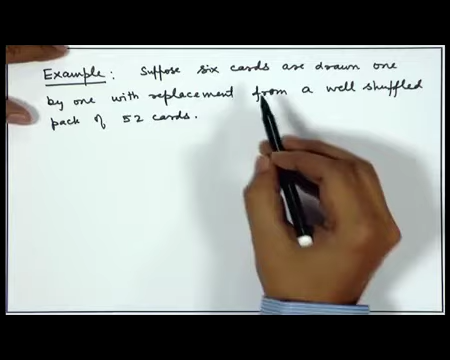 Example: Suppose six cards are drawn one
by one with replacement from a well shuffled
pack of 52 cards.